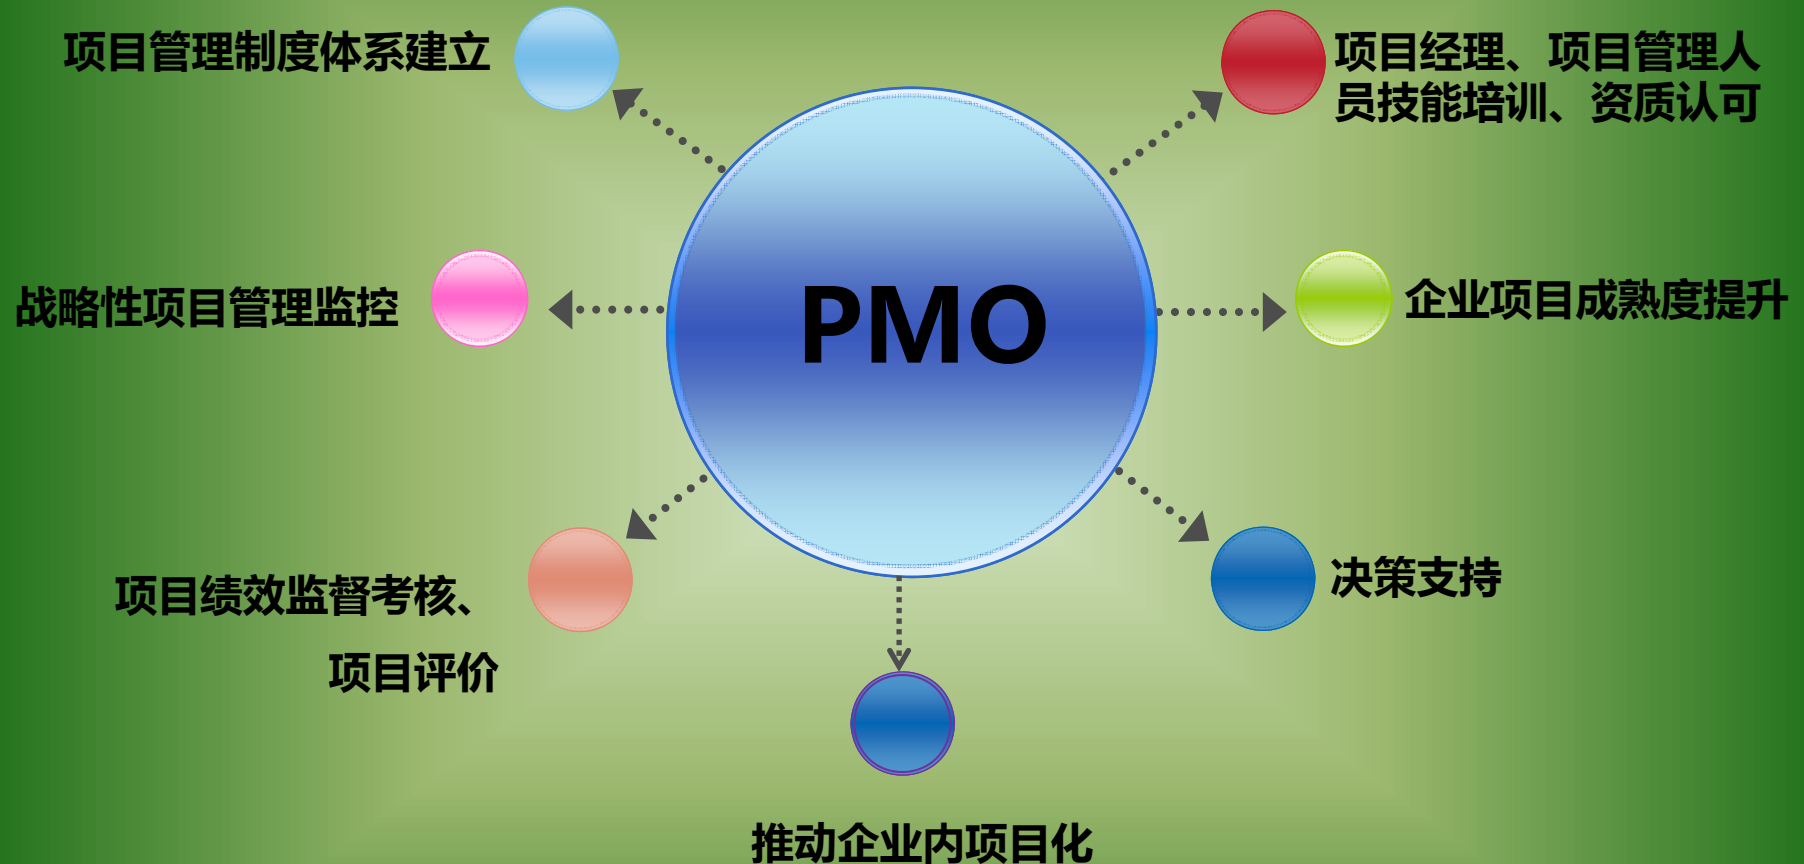 项目管理制度体系建立
项目经理、项目管理人
员技能培训、资质认可
战略性项目管理监控
PMO
企业项目成熟度提升
项目绩效监督考核、
项目评价
决策支持
推动企业内项目化